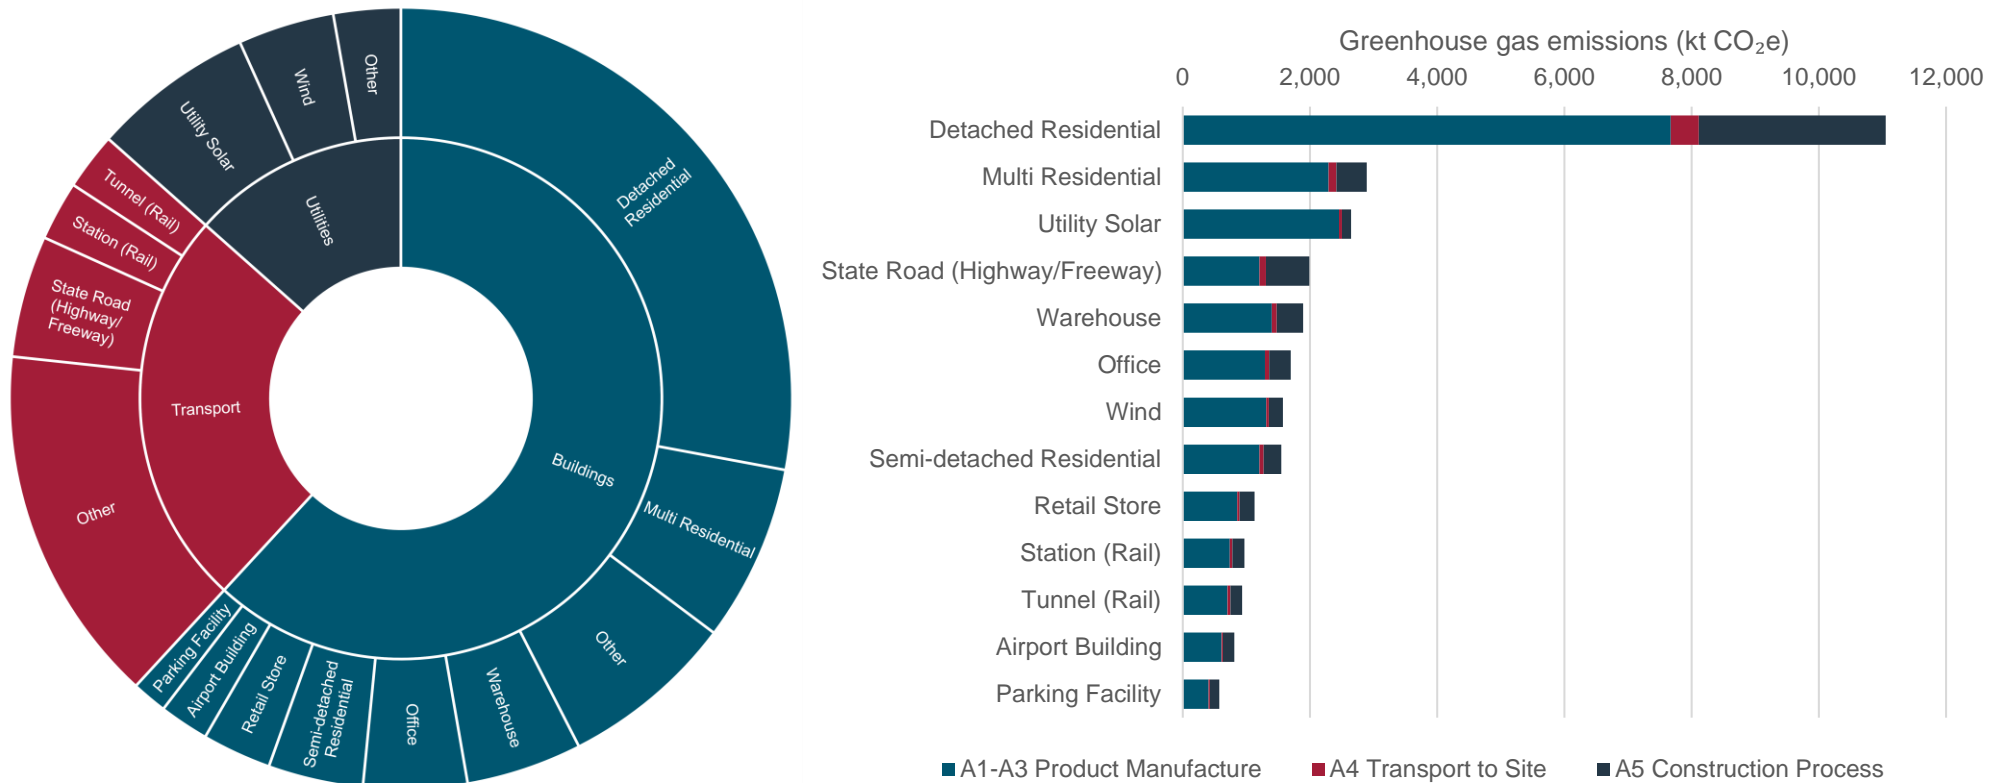 Other
Wind
Utility Solar
Utilities
Tunnel (Rail)
Station (Rail)
State Road
(Highway/
Freeway)
Transport
Other
Detached
Residential
Buildings
Multi Residential
Other
Warehouse
Office
Semi-detached
Residential
Retail Store
Airport Building
Parking Facility
Greenhouse gas emissions (kt CO₂e)
0 2,000 4,000 6,000 8,000 10,000 12,000
Detached Residential
Multi Residential
Utility Solar
State Road (Highway/Freeway)
Warehouse
Office
Wind
Semi-detached Residential
Retail Store
Station (Rail)
Tunnel (Rail)
Airport Building
Parking Facility
A1-A3 Product Manufacture A4 Transport to Site A5 Construction Process